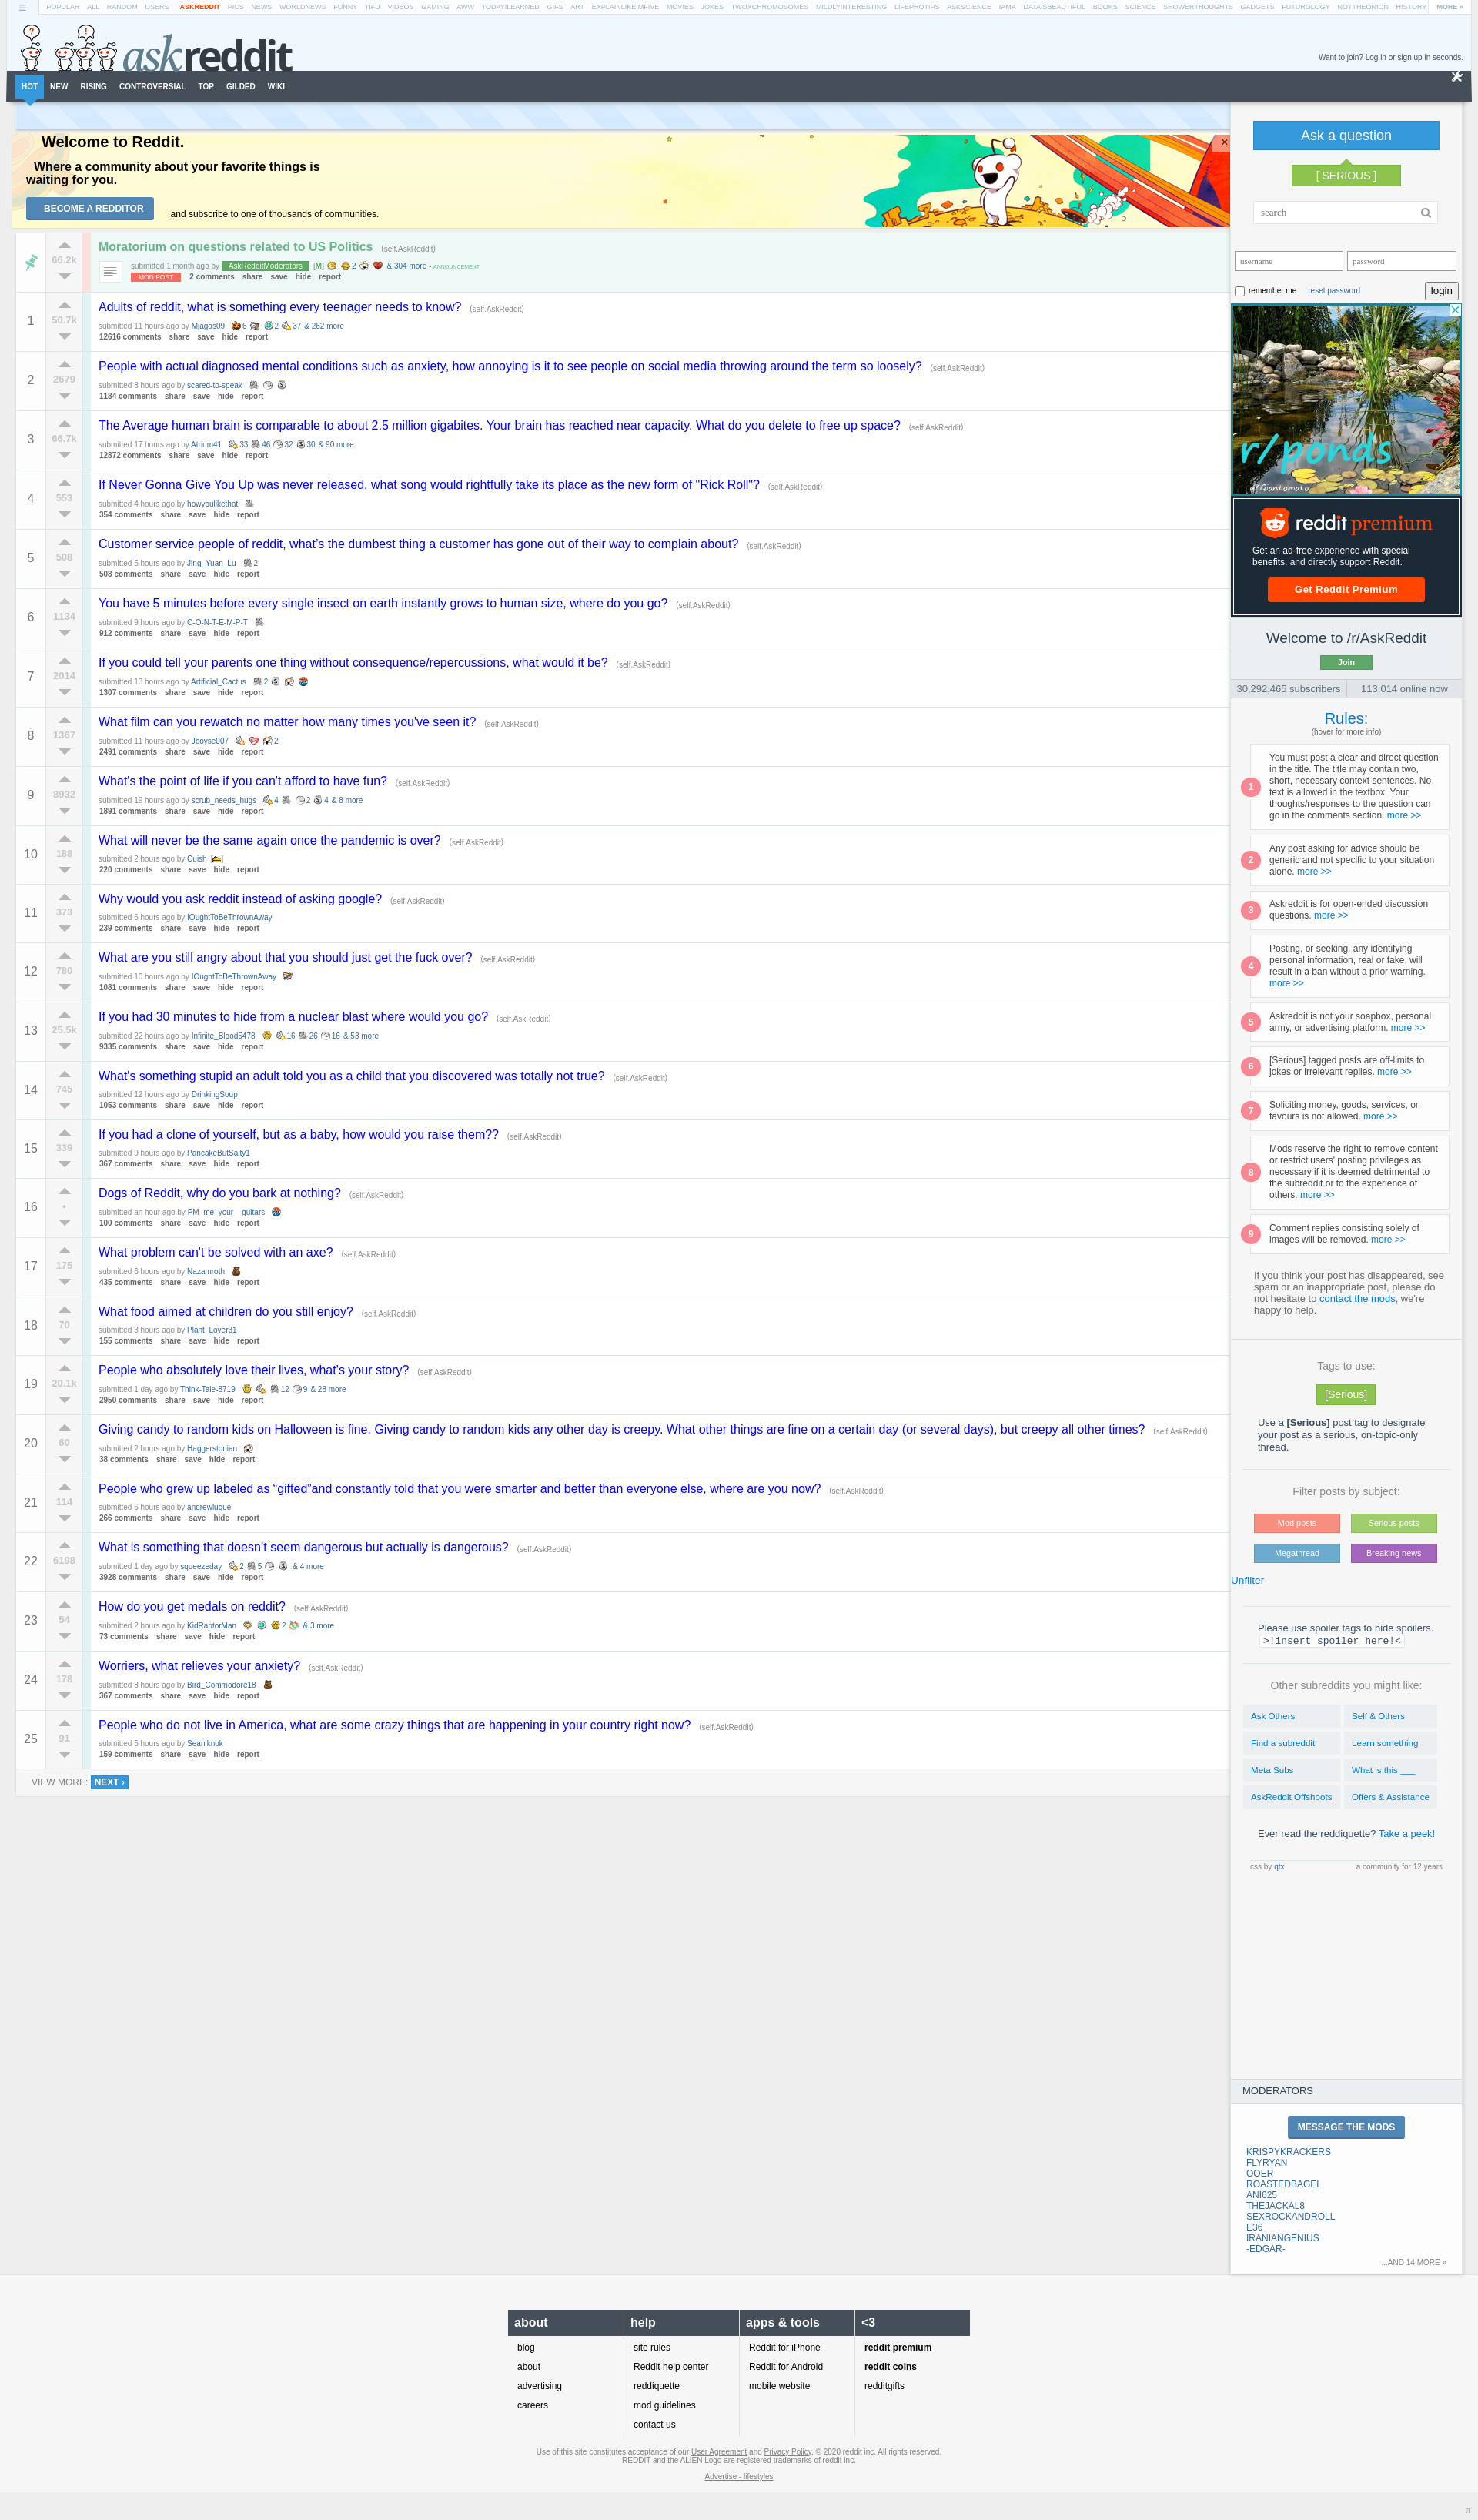 POPULAR ALL RANDOM USERS ASKREDDIT PICS NEWS WORLDNEWS FUNNY TIFU VIDEOS GAMING AWW TODAYILEARNED GIFS ART EXPLAINLIKEIMFIVE MOVIES JOKES TWOXCHROMOSOMES MILDLYINTERESTING LIFEPROTIPS ASKSCIENCE IAMA DATAISBEAUTIFUL BOOKS SCIENCE SHOWERTHOUGHTS GADGETS FUTUROLOGY NOTTHEONION HISTORY MORE »
askreddit
Want to join? Log in or sign up in seconds.
HOT NEW RISING CONTROVERSIAL TOP GILDED WIKI
Welcome to Reddit.
Where a community about your favorite things is
waiting for you.
BECOME A REDDITOR and subscribe to one of thousands of communities.
66.2k
Moratorium on questions related to US Politics (self.AskReddit)
submitted 1 month ago by AskRedditModerators [M] 2 & 304 more - ANNOUNCEMENT
MOD POST 2 comments share save hide report
1 50.7k
Adults of reddit, what is something every teenager needs to know? (self.AskReddit)
submitted 11 hours ago by Mjagos09 6 2 37 & 262 more
12616 comments share save hide report
2 2679
People with actual diagnosed mental conditions such as anxiety, how annoying is it to see people on social media throwing around the term so loosely? (self.AskReddit)
submitted 8 hours ago by scared-to-speak
1184 comments share save hide report
3 66.7k
The Average human brain is comparable to about 2.5 million gigabites. Your brain has reached near capacity. What do you delete to free up space? (self.AskReddit)
submitted 17 hours ago by Atrium41 33 46 32 30 & 90 more
12872 comments share save hide report
4 553
If Never Gonna Give You Up was never released, what song would rightfully take its place as the new form of "Rick Roll"? (self.AskReddit)
submitted 4 hours ago by howyoulikethat
354 comments share save hide report
5 508
Customer service people of reddit, what's the dumbest thing a customer has gone out of their way to complain about? (self.AskReddit)
submitted 5 hours ago by Jing_Yuan_Lu 2
508 comments share save hide report
6 1134
You have 5 minutes before every single insect on earth instantly grows to human size, where do you go? (self.AskReddit)
submitted 9 hours ago by C-O-N-T-E-M-P-T
912 comments share save hide report
7 2014
If you could tell your parents one thing without consequence/repercussions, what would it be? (self.AskReddit)
submitted 13 hours ago by Artificial_Cactus 2
1307 comments share save hide report
8 1367
What film can you rewatch no matter how many times you've seen it? (self.AskReddit)
submitted 11 hours ago by Jboyse007 2
2491 comments share save hide report
9 8932
What's the point of life if you can't afford to have fun? (self.AskReddit)
submitted 19 hours ago by scrub_needs_hugs 4 2 4 & 8 more
1891 comments share save hide report
10 188
What will never be the same again once the pandemic is over? (self.AskReddit)
submitted 2 hours ago by Cuish
220 comments share save hide report
11 373
Why would you ask reddit instead of asking google? (self.AskReddit)
submitted 6 hours ago by IOughtToBeThrownAway
239 comments share save hide report
12 780
What are you still angry about that you should just get the fuck over? (self.AskReddit)
submitted 10 hours ago by IOughtToBeThrownAway
1081 comments share save hide report
13 25.5k
If you had 30 minutes to hide from a nuclear blast where would you go? (self.AskReddit)
submitted 22 hours ago by Infinite_Blood5478 16 26 16 & 53 more
9335 comments share save hide report
14 745
What's something stupid an adult told you as a child that you discovered was totally not true? (self.AskReddit)
submitted 12 hours ago by DrinkingSoup
1053 comments share save hide report
15 339
If you had a clone of yourself, but as a baby, how would you raise them?? (self.AskReddit)
submitted 9 hours ago by PancakeButSalty1
367 comments share save hide report
16 •
Dogs of Reddit, why do you bark at nothing? (self.AskReddit)
submitted an hour ago by PM_me_your__guitars
100 comments share save hide report
17 175
What problem can't be solved with an axe? (self.AskReddit)
submitted 6 hours ago by Nazamroth
435 comments share save hide report
18 70
What food aimed at children do you still enjoy? (self.AskReddit)
submitted 3 hours ago by Plant_Lover31
155 comments share save hide report
19 20.1k
People who absolutely love their lives, what's your story? (self.AskReddit)
submitted 1 day ago by Think-Tale-8719 12 9 & 28 more
2950 comments share save hide report
20 60
Giving candy to random kids on Halloween is fine. Giving candy to random kids any other day is creepy. What other things are fine on a certain day (or several days), but creepy all other times? (self.AskReddit)
submitted 2 hours ago by Haggerstonian
38 comments share save hide report
21 114
People who grew up labeled as “gifted”and constantly told that you were smarter and better than everyone else, where are you now? (self.AskReddit)
submitted 6 hours ago by andrewluque
266 comments share save hide report
22 6198
What is something that doesn't seem dangerous but actually is dangerous? (self.AskReddit)
submitted 1 day ago by squeezeday 2 5 & 4 more
3928 comments share save hide report
23 54
How do you get medals on reddit? (self.AskReddit)
submitted 2 hours ago by KidRaptorMan 2 & 3 more
73 comments share save hide report
24 178
Worriers, what relieves your anxiety? (self.AskReddit)
submitted 8 hours ago by Bird_Commodore18
367 comments share save hide report
25 91
People who do not live in America, what are some crazy things that are happening in your country right now? (self.AskReddit)
submitted 5 hours ago by Seaniknok
159 comments share save hide report
VIEW MORE: NEXT ›
Ask a question
[ SERIOUS ]
search
username password
remember me reset password login
r/ponds
u/Giantomato
reddit premium
Get an ad-free experience with special
benefits, and directly support Reddit.
Get Reddit Premium
Welcome to /r/AskReddit
Join
30,292,465 subscribers 113,014 online now
Rules:
(hover for more info)
1
You must post a clear and direct question
in the title. The title may contain two,
short, necessary context sentences. No
text is allowed in the textbox. Your
thoughts/responses to the question can
go in the comments section. more >>
2
Any post asking for advice should be
generic and not specific to your situation
alone. more >>
3
Askreddit is for open-ended discussion
questions. more >>
4
Posting, or seeking, any identifying
personal information, real or fake, will
result in a ban without a prior warning.
more >>
5
Askreddit is not your soapbox, personal
army, or advertising platform. more >>
6
[Serious] tagged posts are off-limits to
jokes or irrelevant replies. more >>
7
Soliciting money, goods, services, or
favours is not allowed. more >>
8
Mods reserve the right to remove content
or restrict users' posting privileges as
necessary if it is deemed detrimental to
the subreddit or to the experience of
others. more >>
9
Comment replies consisting solely of
images will be removed. more >>
If you think your post has disappeared, see
spam or an inappropriate post, please do
not hesitate to contact the mods, we're
happy to help.
Tags to use:
[Serious]
Use a [Serious] post tag to designate
your post as a serious, on-topic-only
thread.
Filter posts by subject:
Mod posts Serious posts
Megathread Breaking news
Unfilter
Please use spoiler tags to hide spoilers.
>!insert spoiler here!<
Other subreddits you might like:
Ask Others Self & Others
Find a subreddit Learn something
Meta Subs What is this ___
AskReddit Offshoots Offers & Assistance
Ever read the reddiquette? Take a peek!
css by qtx a community for 12 years
MODERATORS
MESSAGE THE MODS
KRISPYKRACKERS
FLYRYAN
OOER
ROASTEDBAGEL
ANI625
THEJACKAL8
SEXROCKANDROLL
E36
IRANIANGENIUS
-EDGAR-
...AND 14 MORE »
about help apps & tools <3
blog site rules Reddit for iPhone reddit premium
about Reddit help center Reddit for Android reddit coins
advertising reddiquette mobile website redditgifts
careers mod guidelines
contact us
Use of this site constitutes acceptance of our User Agreement and Privacy Policy. © 2020 reddit inc. All rights reserved.
REDDIT and the ALIEN Logo are registered trademarks of reddit inc.
Advertise - lifestyles
π